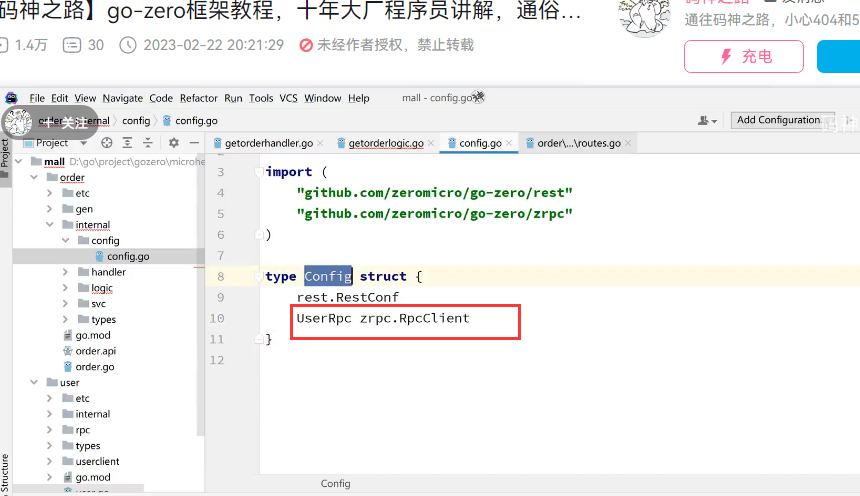 码神之路】go-zero框架教程，十年大厂程序员讲解，通俗…
1.4万 30 2023-02-22 20:21:29 未经作者授权，禁止转载
通往码神之路，小心404和5
充电
File Edit View Navigate Code Refactor Run Tools VCS Window Help mall - config.go
+ 关注
config config.go
Add Configuration...
Project
Project
getorderhandler.go getorderlogic.go config.go order\...\routes.go
mall D:\go\project\gozero\microhe
order
etc
gen
internal
config
config.go
handler
logic
svc
types
go.mod
order.api
order.go
user
etc
internal
rpc
types
userclient
go.mod
user.go
Structure
3 import (
4 "github.com/zeromicro/go-zero/rest"
5 "github.com/zeromicro/go-zero/zrpc"
6 )
7
8 type Config struct {
9 rest.RestConf
10 UserRpc zrpc.RpcClient
11 }
12
Config